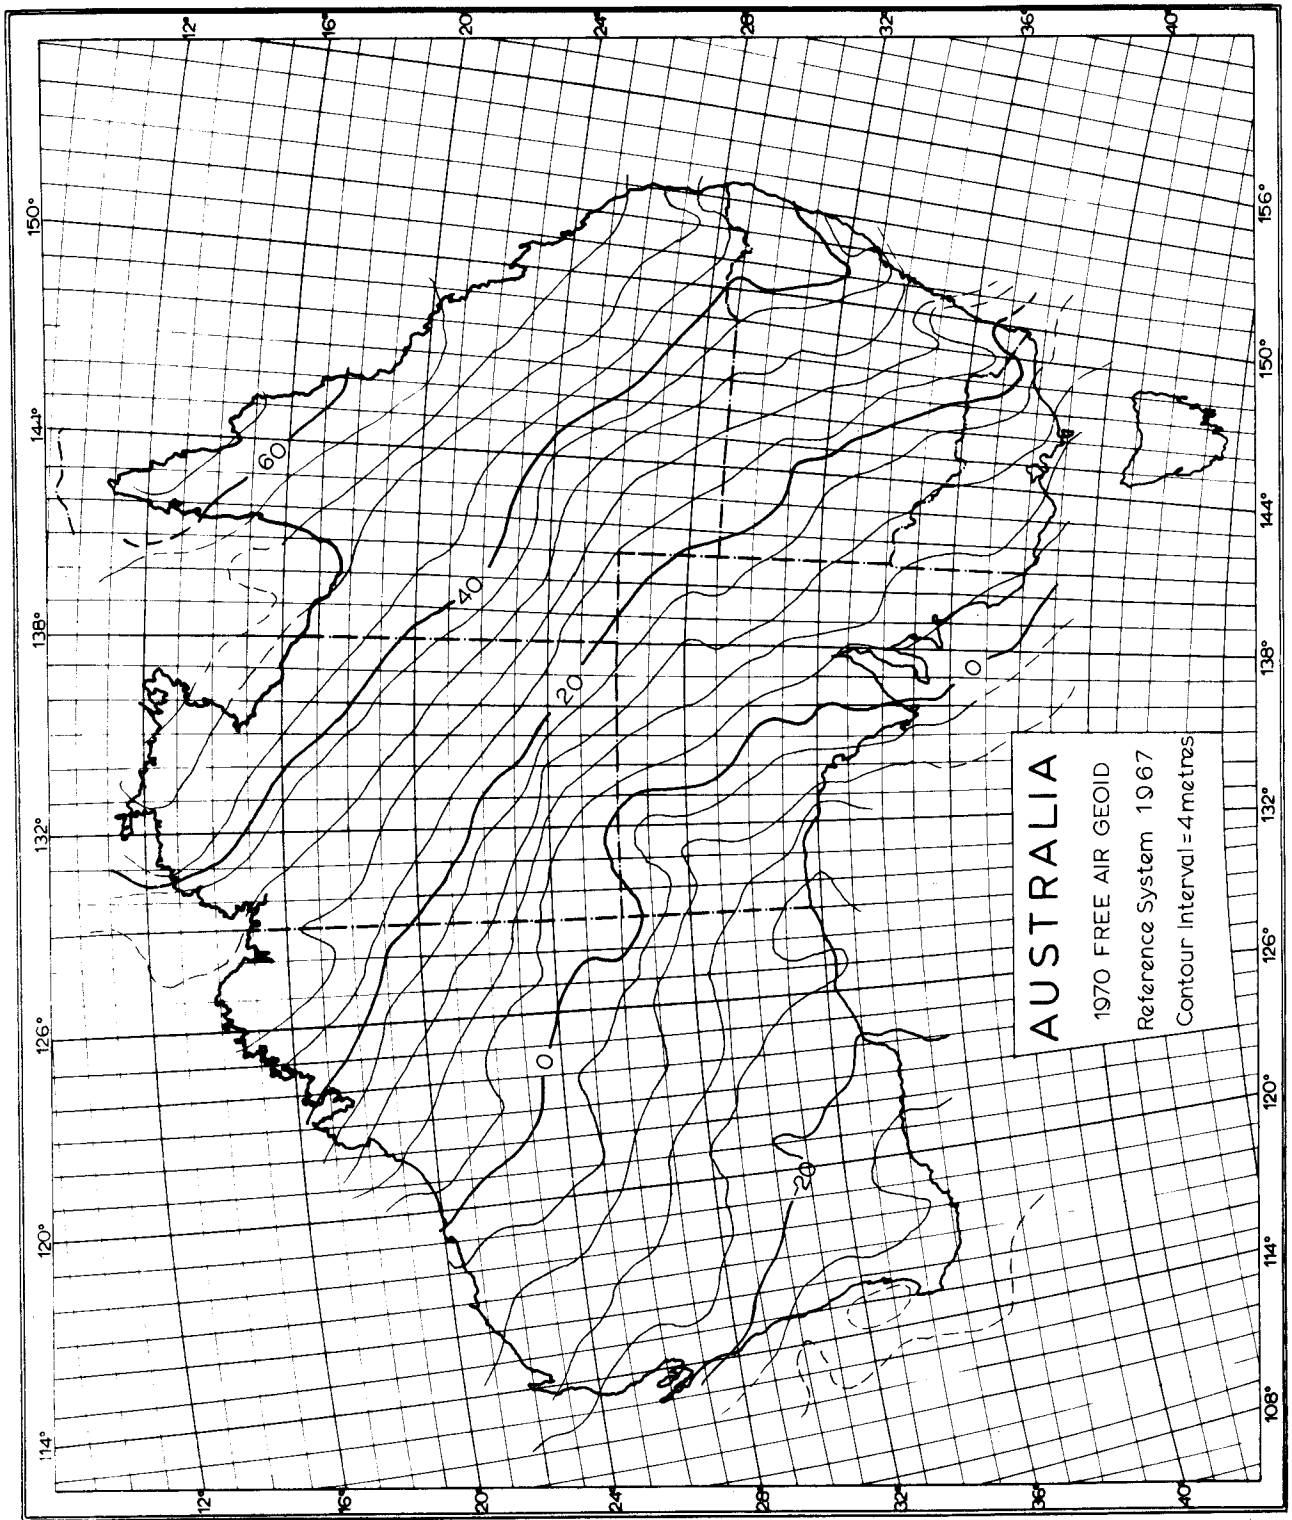 114° 120° 126° 132° 138° 144° 150°
12° 12°
16° 16°
60
20° 20
40
24° 24°
0 20
28° 28
-20
32° 32°
0
AUSTRALIA
1970 FREE AIR GEOID
Reference System 1967
Contour Interval = 4 metres
36° 36°
40° 40°
108° 114° 120° 126° 132° 138° 144° 150° 156°